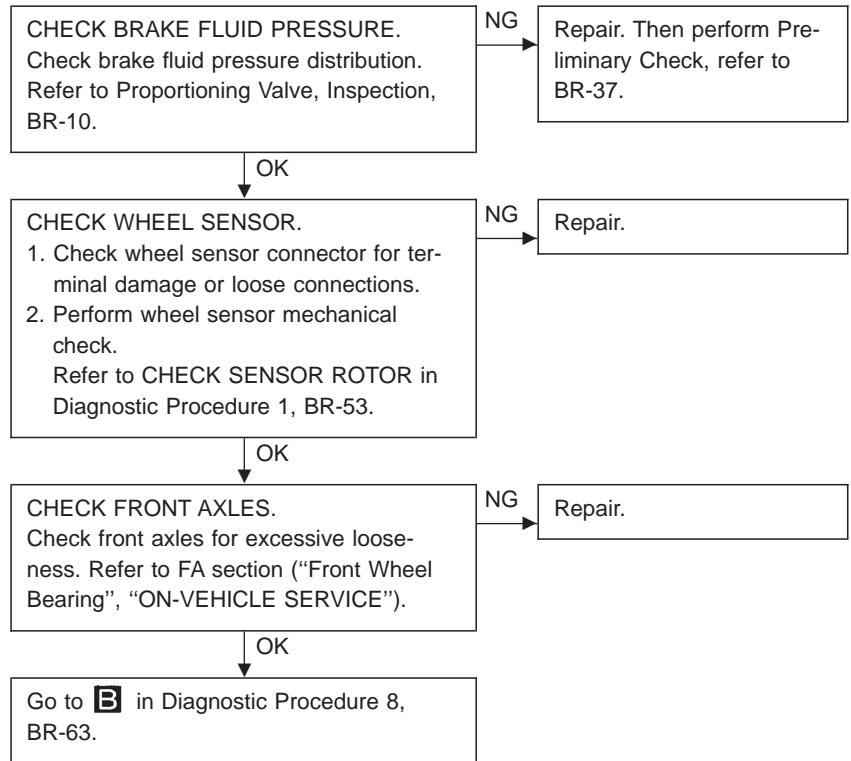 CHECK BRAKE FLUID PRESSURE.
Check brake fluid pressure distribution.
Refer to Proportioning Valve, Inspection,
BR-10.
NG
Repair. Then perform Pre-
liminary Check, refer to
BR-37.
OK
CHECK WHEEL SENSOR.
1. Check wheel sensor connector for ter-
minal damage or loose connections.
2. Perform wheel sensor mechanical
check.
Refer to CHECK SENSOR ROTOR in
Diagnostic Procedure 1, BR-53.
NG
Repair.
OK
CHECK FRONT AXLES.
Check front axles for excessive loose-
ness. Refer to FA section (‘‘Front Wheel
Bearing’’, ‘‘ON-VEHICLE SERVICE’’).
NG
Repair.
OK
Go to B in Diagnostic Procedure 8,
BR-63.